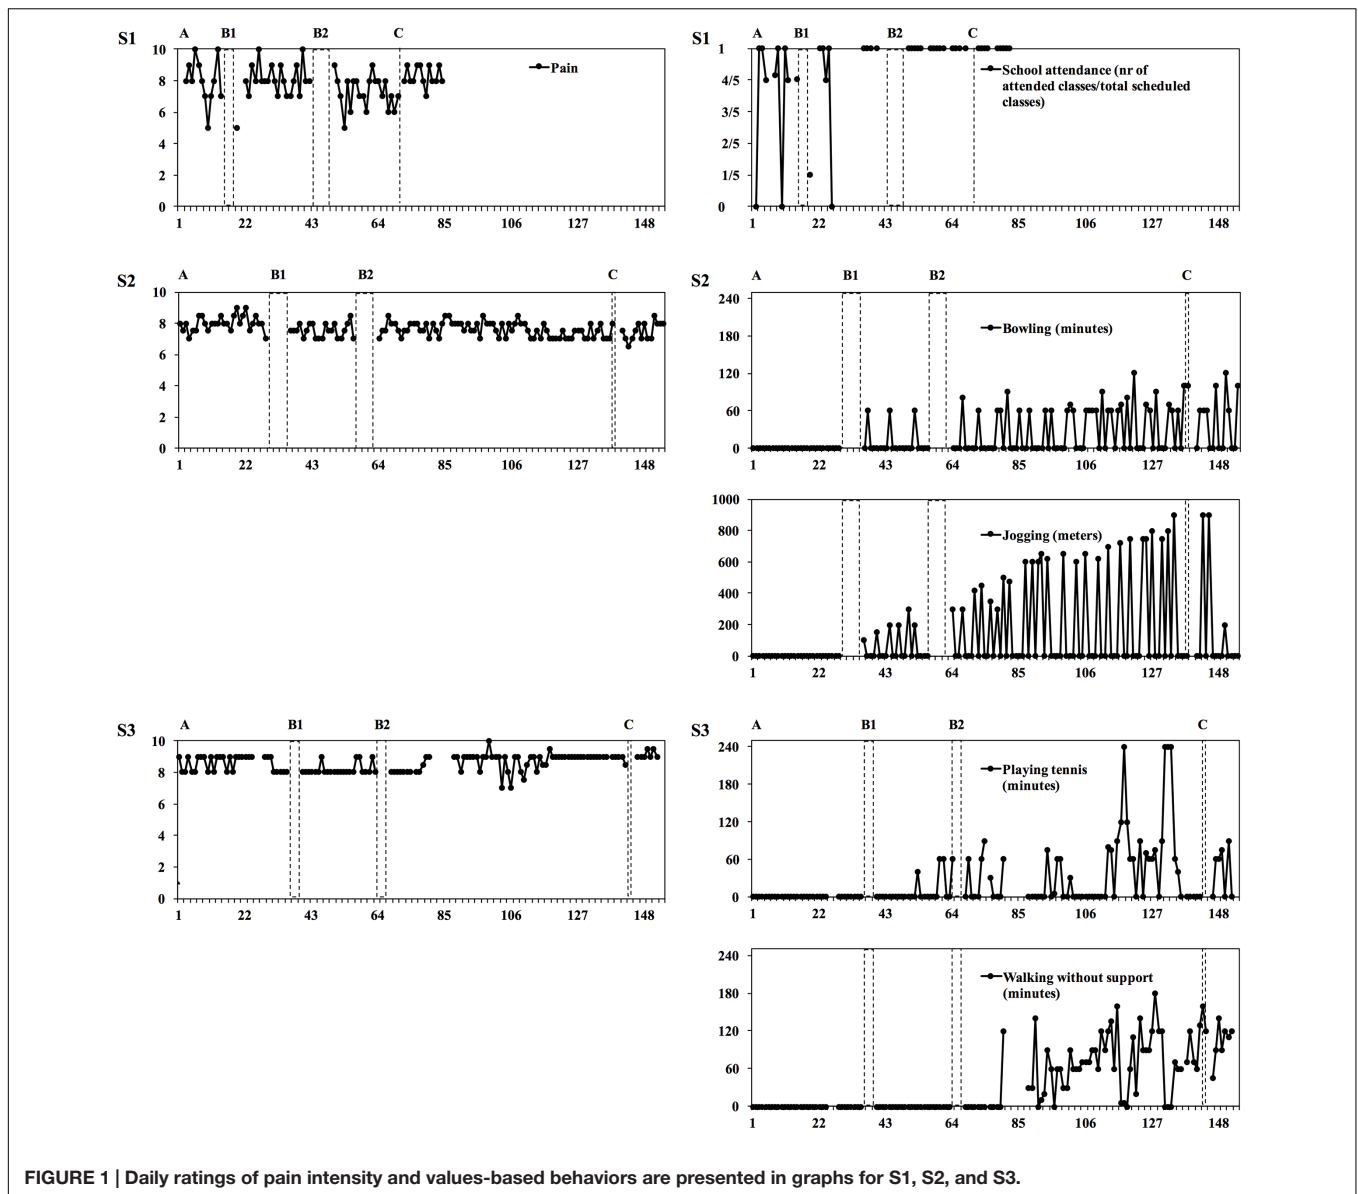 S1 A B1 B2 C
10
8
6
4
2
0
Pain
1 22 43 64 85 106 127 148
S1 A B1 B2 C
1
4/5
3/5
2/5
1/5
0
School attendance (nr of
attended classes/total scheduled
classes)
1 22 43 64 85 106 127 148
S2 A B1 B2 C
10
8
6
4
2
0
1 22 43 64 85 106 127 148
S2 A B1 B2 C
240
180
120
60
0
Bowling (minutes)
1 22 43 64 85 106 127 148
1000
800
600
400
200
0
Jogging (meters)
1 22 43 64 85 106 127 148
S3 A B1 B2 C
10
8
6
4
2
0
1 22 43 64 85 106 127 148
S3 A B1 B2 C
240
180
120
60
0
Playing tennis
(minutes)
1 22 43 64 85 106 127 148
240
180
120
60
0
Walking without support
(minutes)
1 22 43 64 85 106 127 148
FIGURE 1 | Daily ratings of pain intensity and values-based behaviors are presented in graphs for S1, S2, and S3.